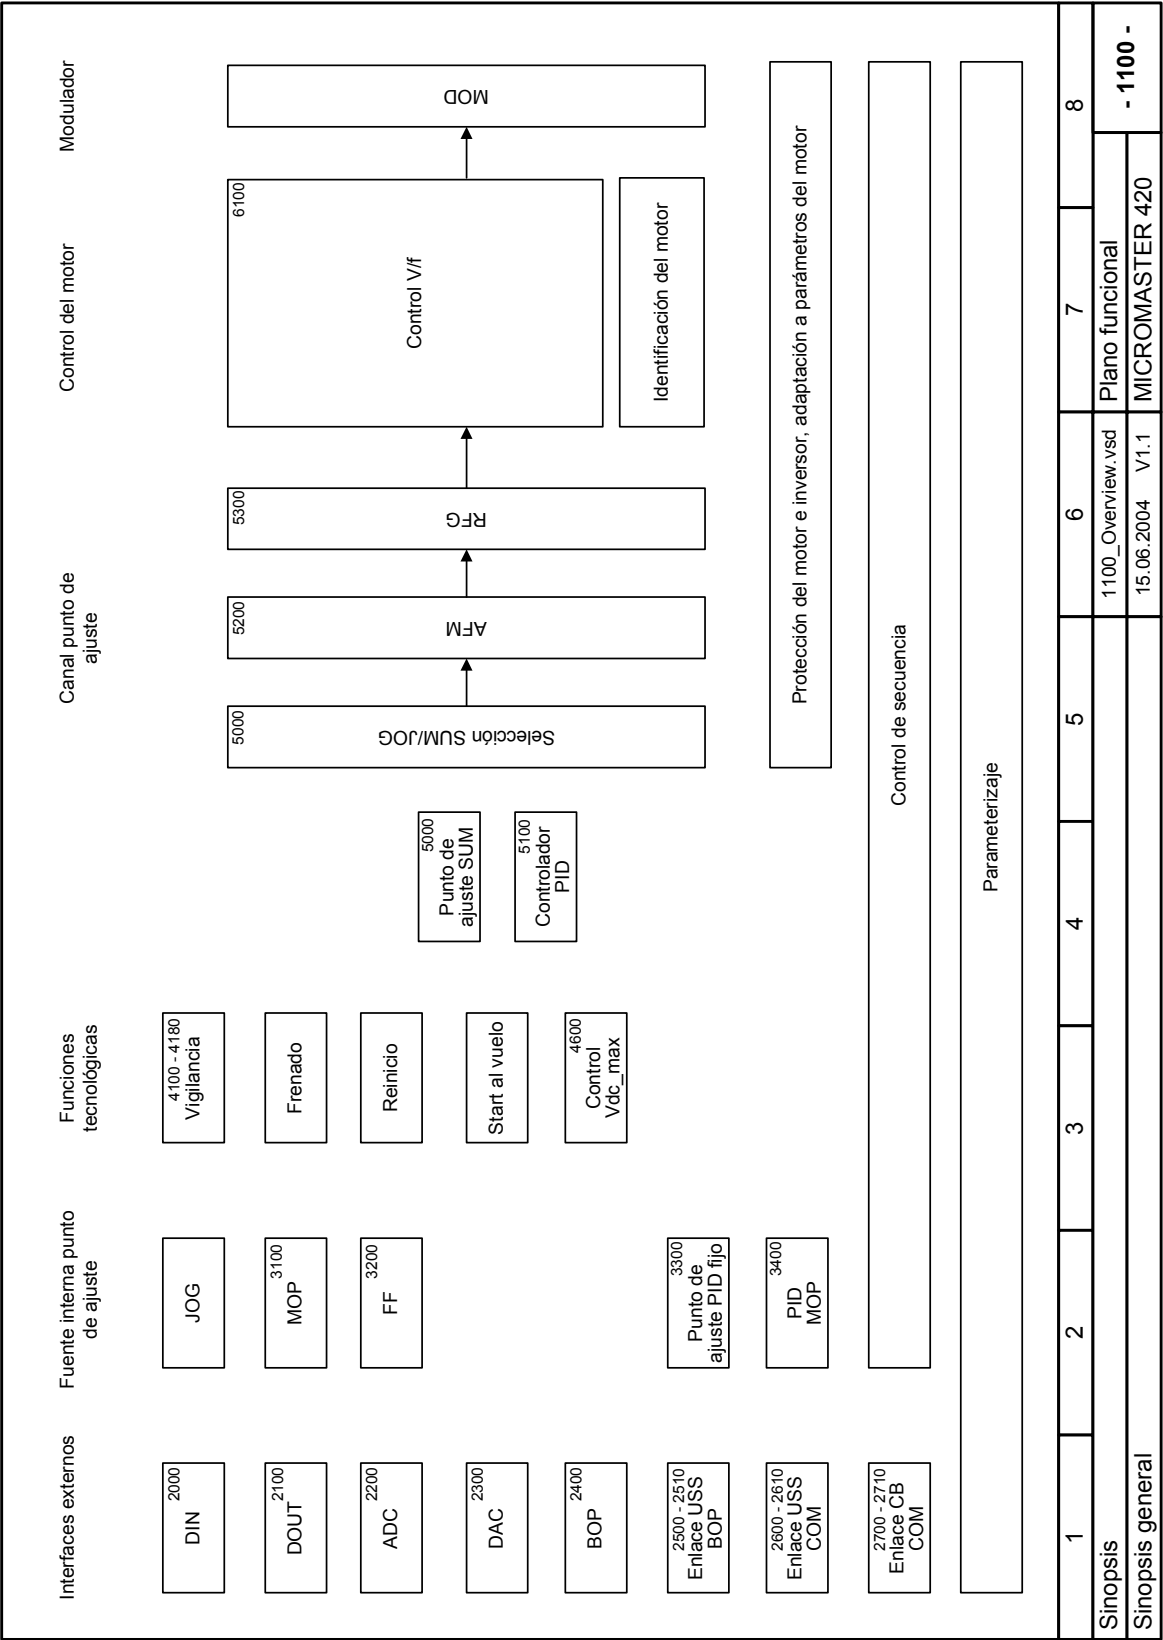 Interfaces externos
Fuente interna punto
de ajuste
Funciones
tecnológicas
Canal punto de
ajuste
Control del motor
Modulador
2000
DIN
2100
DOUT
2200
ADC
2300
DAC
2400
BOP
2500 - 2510
Enlace USS
BOP
2600 - 2610
Enlace USS
COM
2700 - 2710
Enlace CB
COM
JOG
3100
MOP
3200
FF
3300
Punto de
ajuste PID fijo
3400
PID
MOP
4100 - 4180
Vigilancia
Frenado
Reinicio
Start al vuelo
4600
Control
Vdc_max
5000
Punto de
ajuste SUM
5100
Controlador
PID
5000
Selección SUM/JOG
5200
AFM
5300
RFG
6100
Control V/f
Identificación del motor
MOD
Protección del motor e inversor, adaptación a parámetros del motor
Control de secuencia
Parameterizaje
1 2 3 4 5 6 7 8
Sinopsis 1100_Overview.vsd Plano funcional - 1100 -
Sinopsis general 15.06.2004 V1.1 MICROMASTER 420